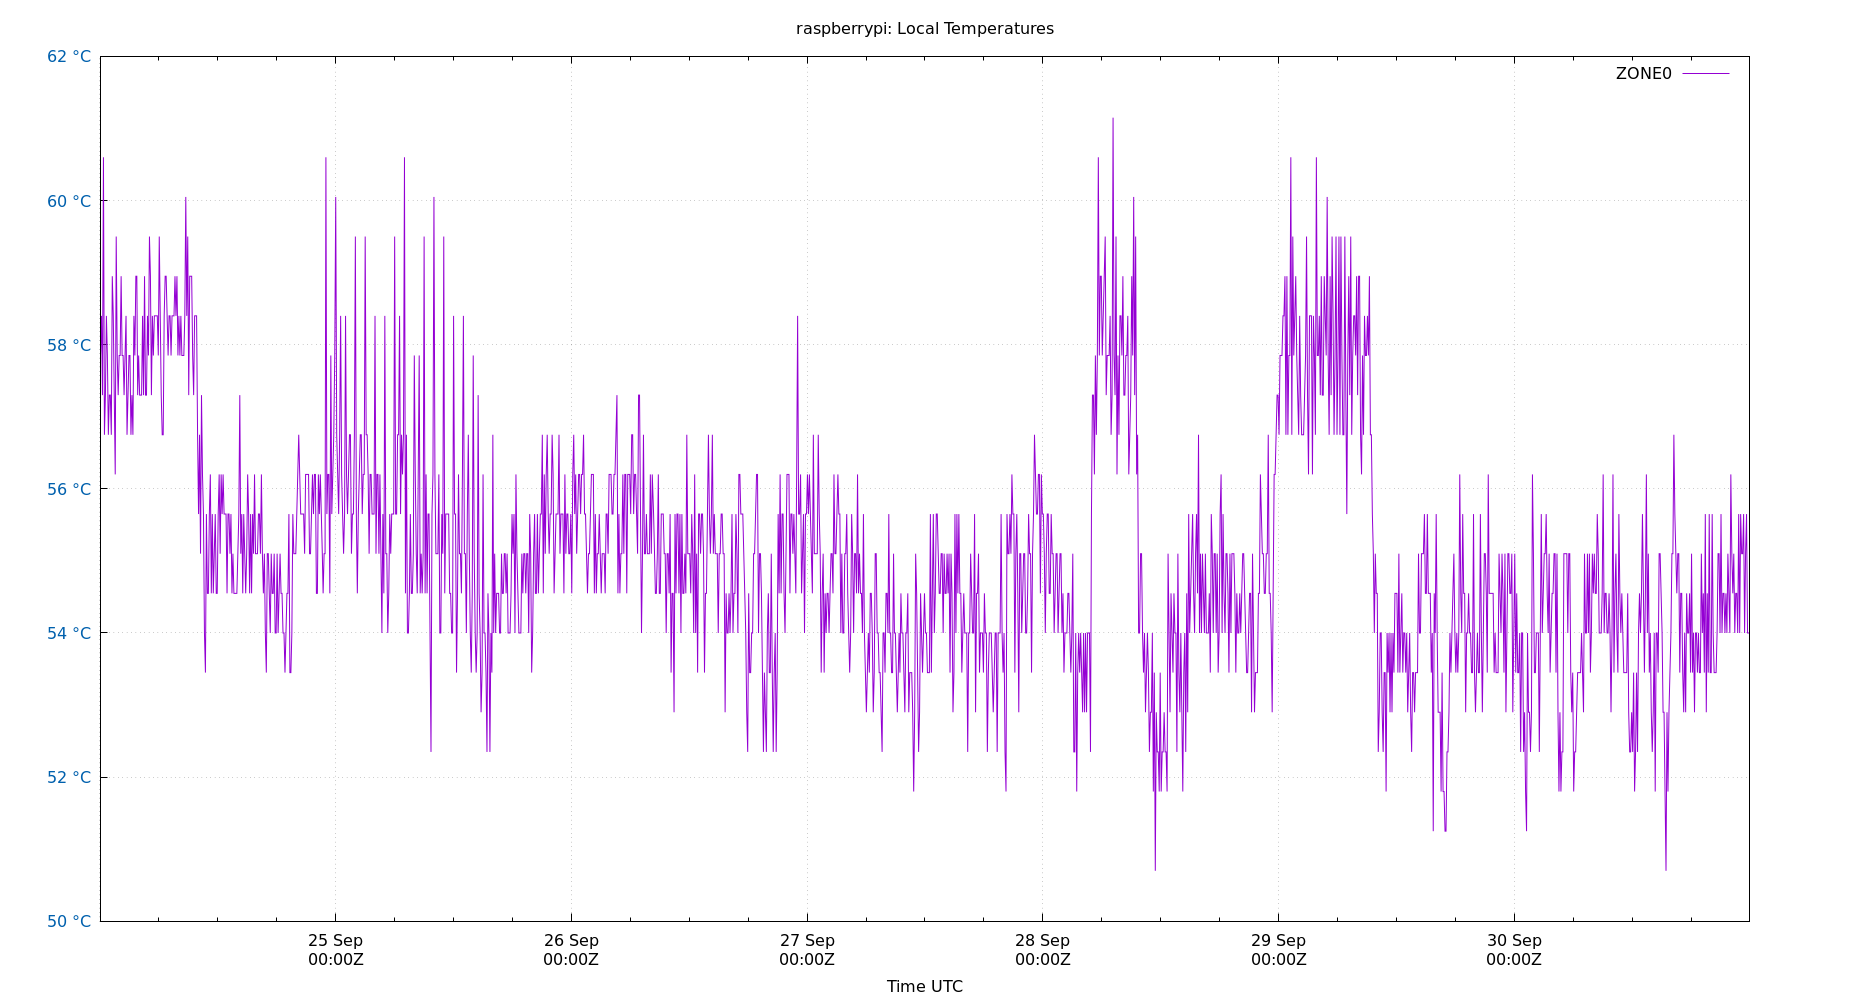 raspberrypi: Local Temperatures
62 °C
ZONE0
60 °C
58 °C
56 °C
54 °C
52 °C
50 °C
25 Sep 26 Sep 27 Sep 28 Sep 29 Sep 30 Sep
00:00Z 00:00Z 00:00Z 00:00Z 00:00Z 00:00Z
Time UTC